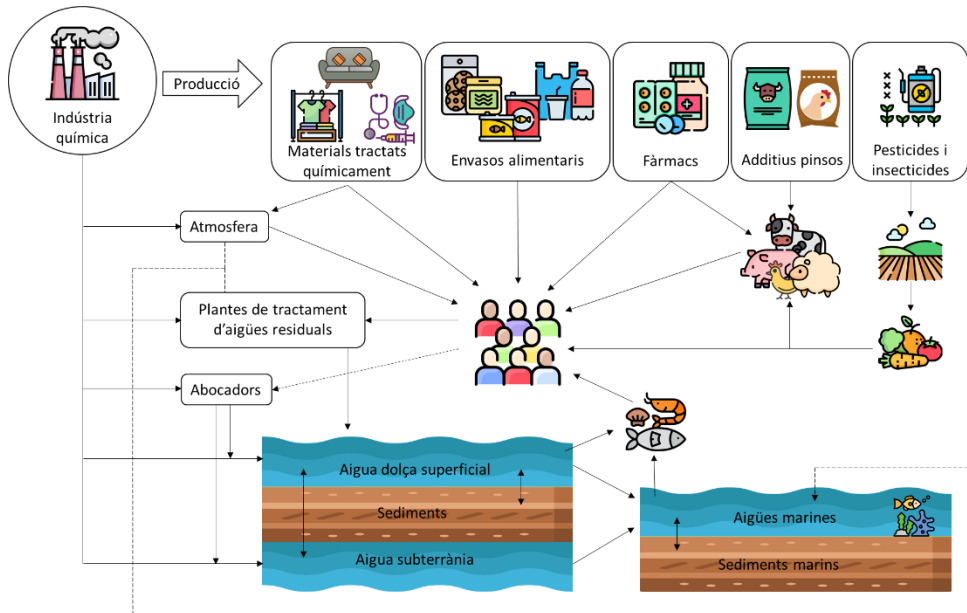 Indústria
química
Producció
Materials tractats
químicament
Envasos alimentaris
Fàrmacs
Additius pinsos
Pesticides i
insecticides
Atmosfera
Plantes de tractament
d'aigües residuals
Abocadors
Aigua dolça superficial
Sediments
Aigua subterrània
Aigües marines
Sediments marins